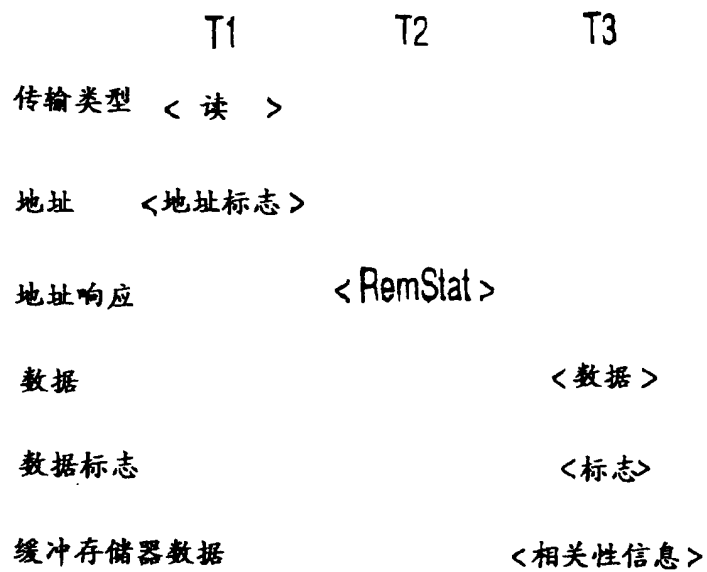 T1 T2 T3
传输类型 < 读 >
地址 <地址标志>
地址响应 <RemStat>
数据 <数据>
数据标志 <标志>
缓冲存储器数据 <相关性信息>